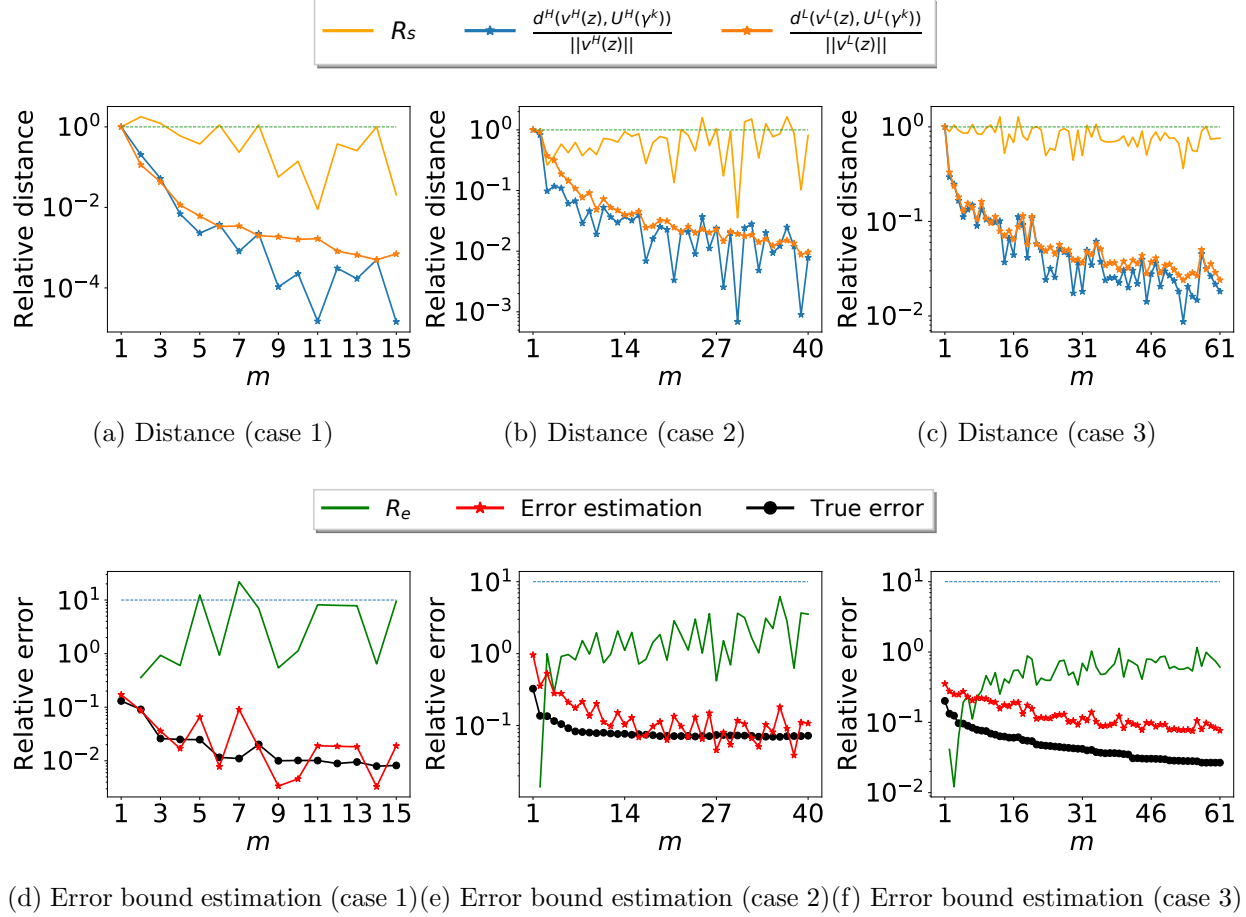 R_s d^H(v^H(z), U^H(γ^k)) / ||v^H(z)|| d^L(v^L(z), U^L(γ^k)) / ||v^L(z)||
Relative distance
10^0
10^-2
10^-4
1 3 5 7 9 11 13 15
m
Relative distance
10^0
10^-1
10^-2
10^-3
1 14 27 40
m
Relative distance
10^0
10^-1
10^-2
1 16 31 46 61
m
(a) Distance (case 1)
(b) Distance (case 2)
(c) Distance (case 3)
R_e Error estimation True error
Relative error
10^1
10^0
10^-1
10^-2
1 3 5 7 9 11 13 15
m
Relative error
10^1
10^0
10^-1
1 14 27 40
m
Relative error
10^1
10^0
10^-1
10^-2
1 16 31 46 61
m
(d) Error bound estimation (case 1)
(e) Error bound estimation (case 2)
(f) Error bound estimation (case 3)